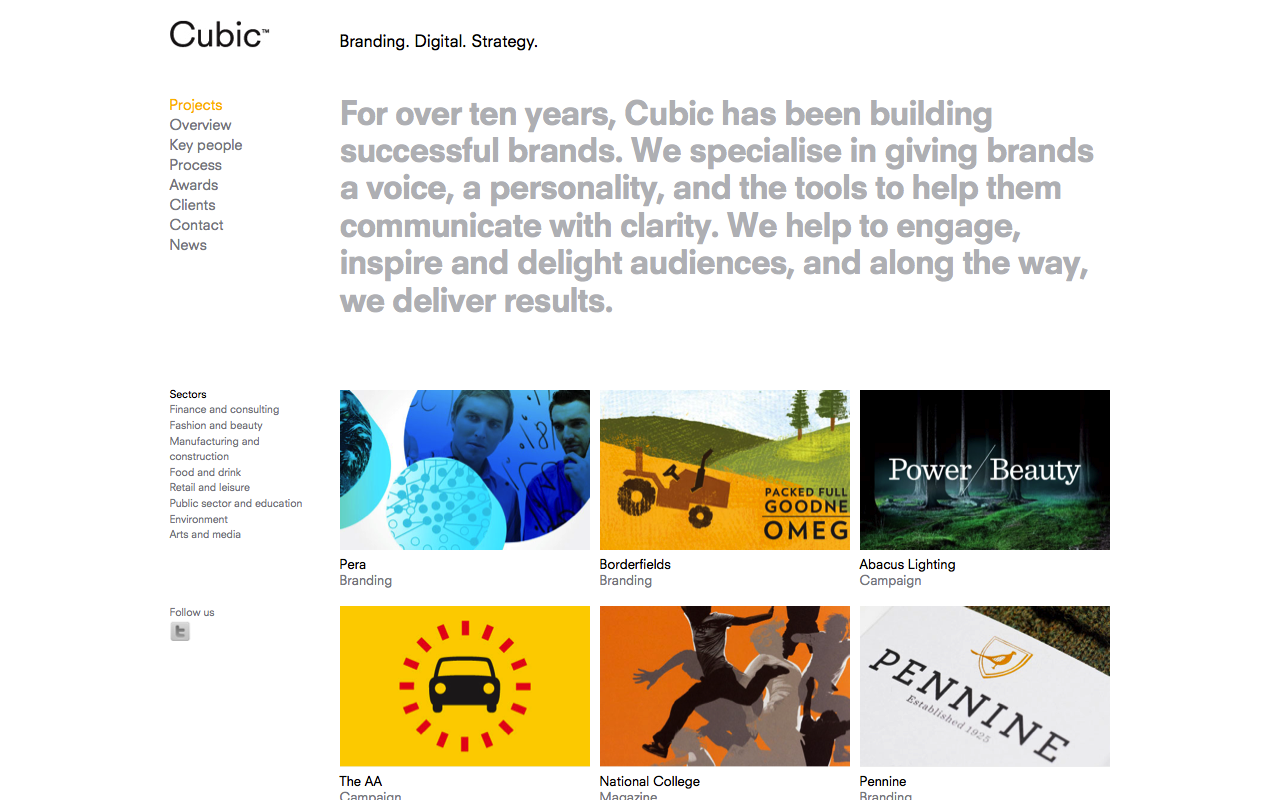 Cubic™
Branding. Digital. Strategy.
Projects
Overview
Key people
Process
Awards
Clients
Contact
News
For over ten years, Cubic has been building
successful brands. We specialise in giving brands
a voice, a personality, and the tools to help them
communicate with clarity. We help to engage,
inspire and delight audiences, and along the way,
we deliver results.
Sectors
Finance and consulting
Fashion and beauty
Manufacturing and
construction
Food and drink
Retail and leisure
Public sector and education
Environment
Arts and media
Follow us
t
PACKED FULL
GOODNE
OMEG
Power/Beauty
Pera
Branding
Borderfields
Branding
Abacus Lighting
Campaign
PENNINE
Established 1925
The AA
Campaign
National College
Magazine
Pennine
Branding